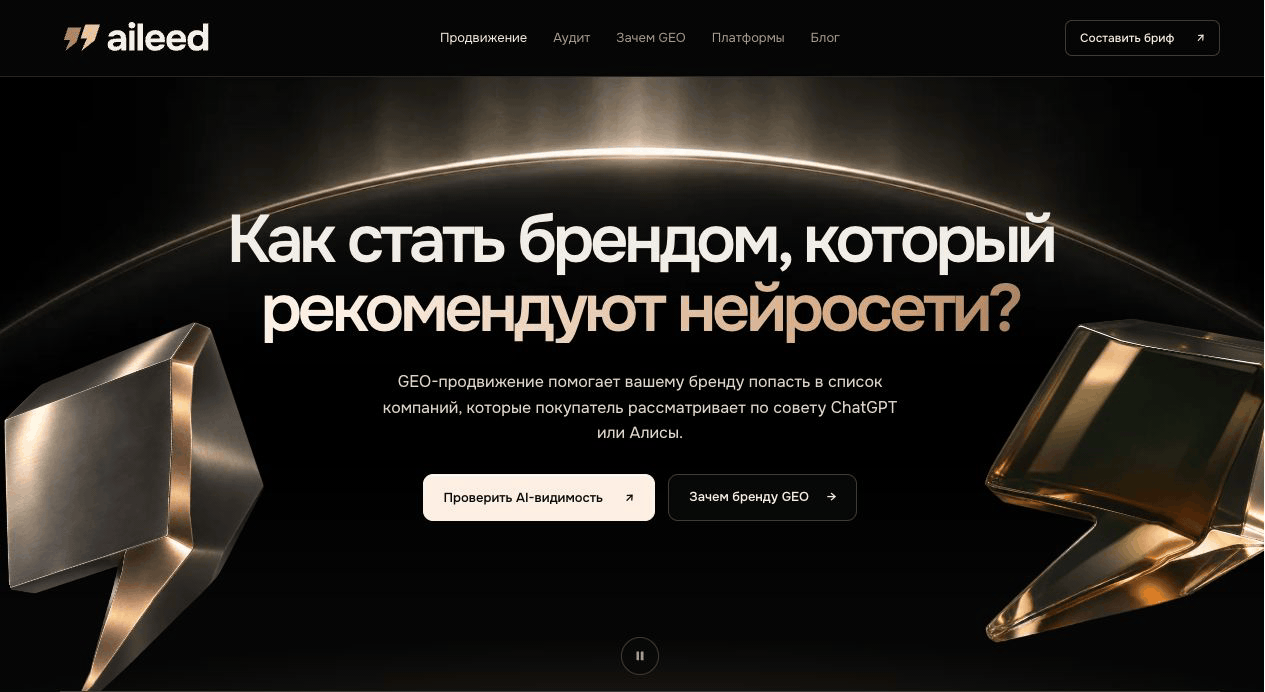 aileed
Продвижение
Аудит
Зачем GEO
Платформы
Блог
Составить бриф
Как стать брендом, который
рекомендуют нейросети?
GEO-продвижение помогает вашему бренду попасть в список
компаний, которые покупатель рассматривает по совету ChatGPT
или Алисы.
Проверить AI-видимость
Зачем бренду GEO